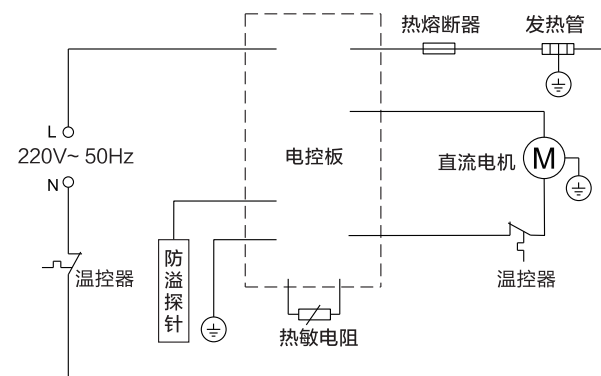 热熔断器
发热管
L
220V~ 50Hz
N
电控板
直流电机
M
温控器
防溢探针
温控器
热敏电阻